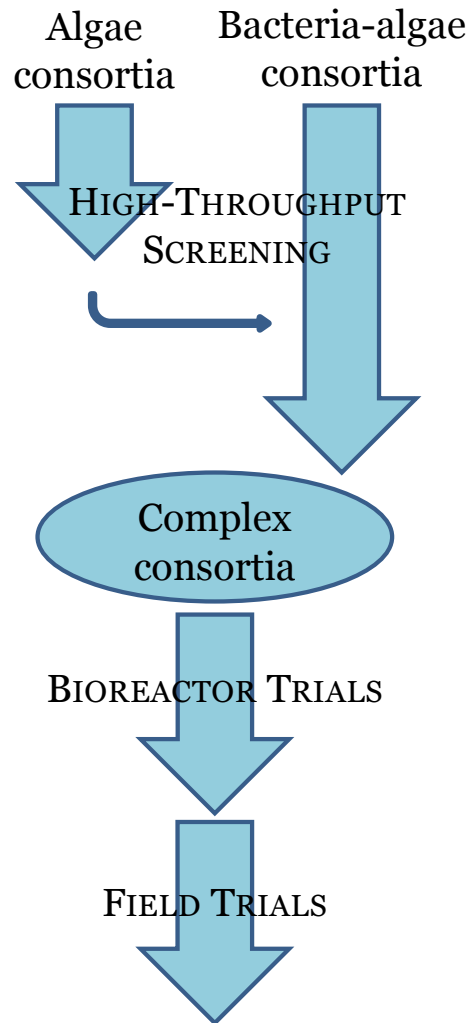 Algae
consortia
Bacteria-algae
consortia
HIGH-THROUGHPUT
SCREENING
Complex
consortia
BIOREACTOR TRIALS
FIELD TRIALS